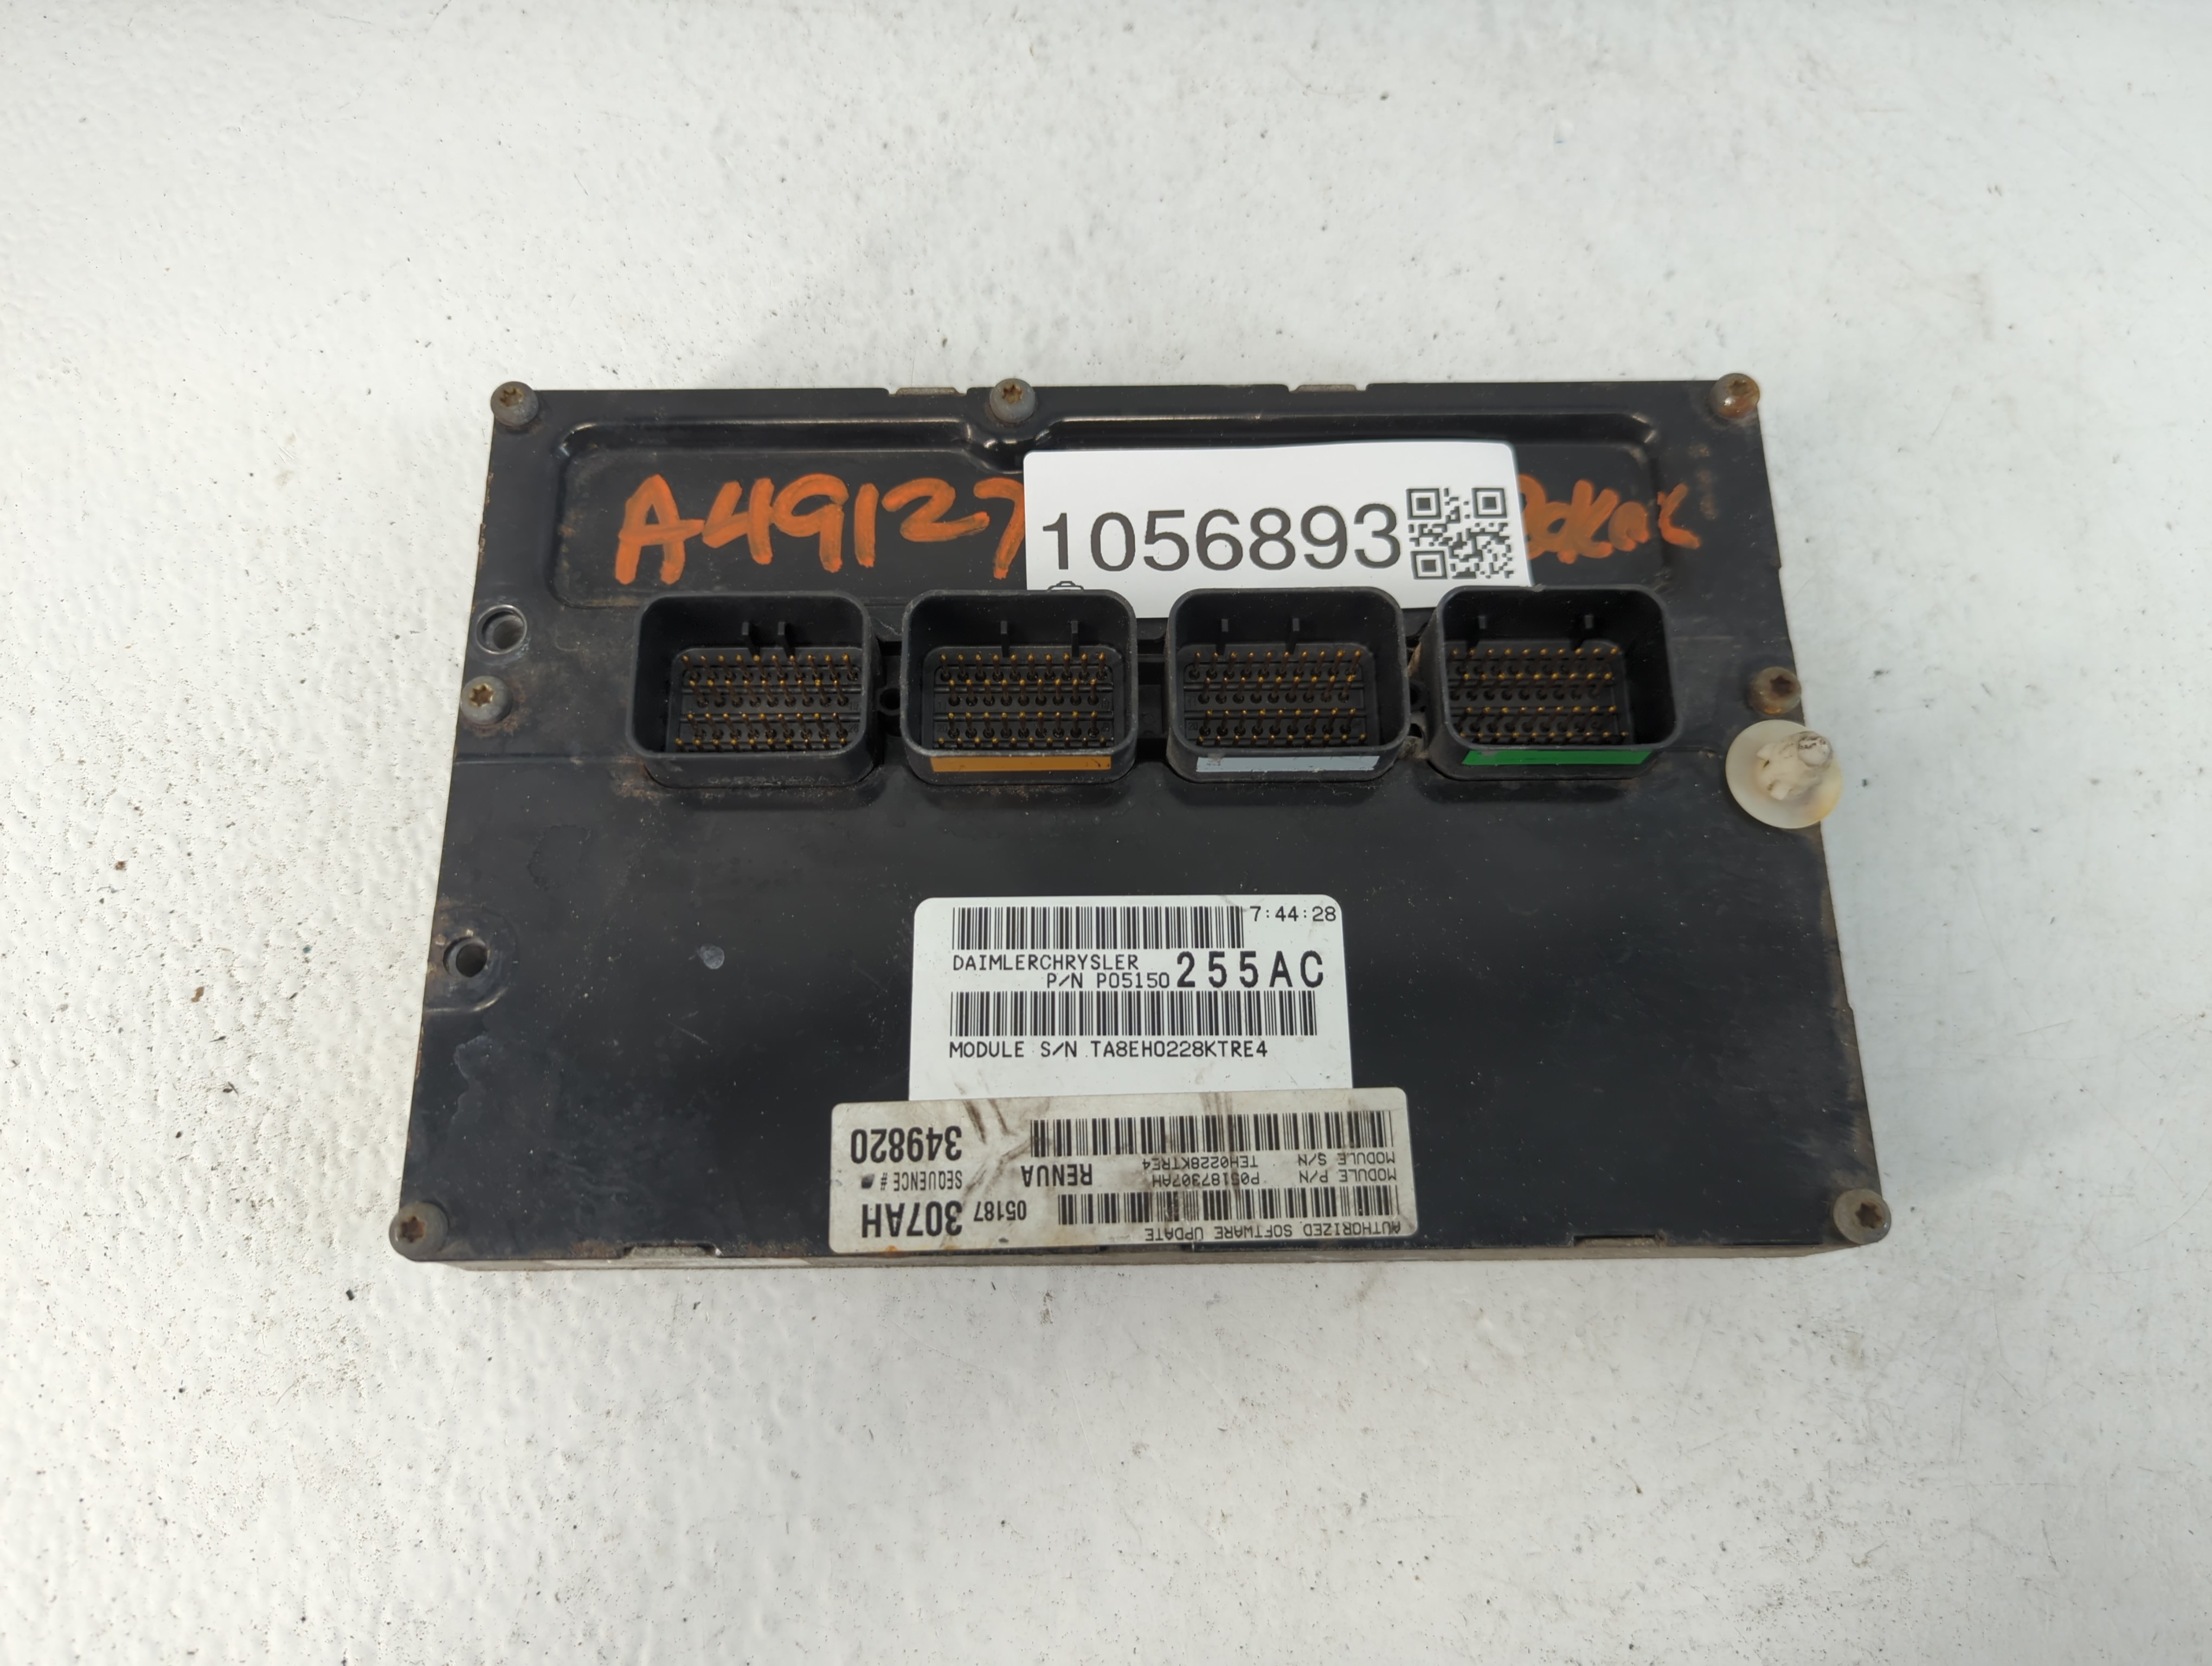 A49127
1056893
7:44:28
DAIMLERCHRYSLER
P/N P05150 255AC
MODULE S/N TA8EH0228KTRE4
AUTHORIZED SOFTWARE UPDATE
05187 307AH
MODULE P/N P05187307AH
MODULE S/N TEH0228KTRE4
RENUA
SEQUENCE #
349820